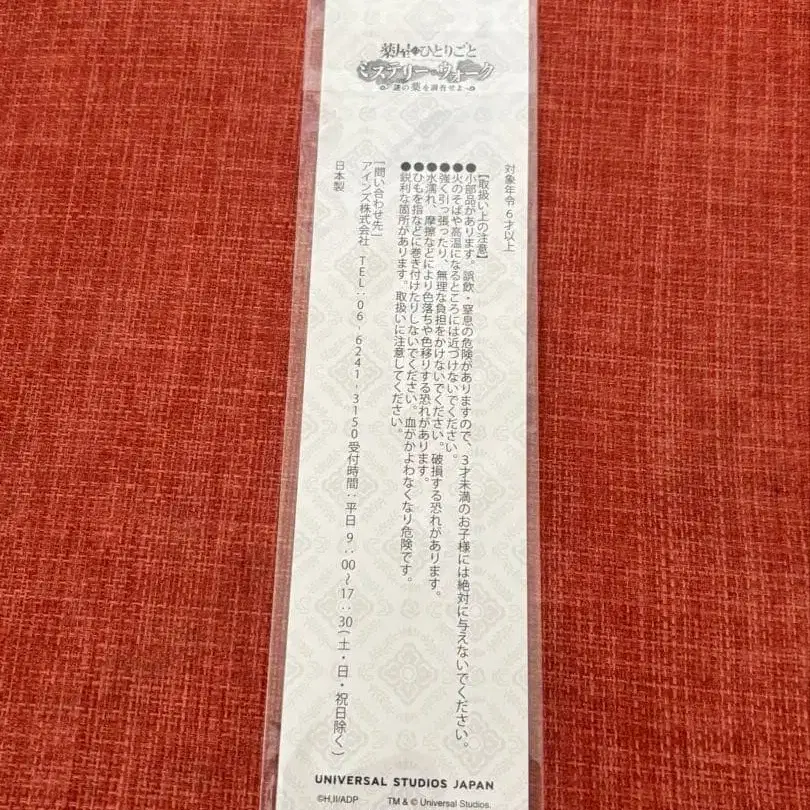 薬屋のひとりごと
ミステリー・ウォーク
謎の薬を調合せよ
対象年令6才以上
【取扱い上の注意】
●小部品があります。誤飲・窒息の危険がありますので、3才未満のお子様には絶対に与えないでください。
●火のそばや高温になるところには近づけないでください。
●強く引っ張ったり、無理な負担をかけないでください。破損する恐れがあります。
●水濡れ、摩擦などにより色落ちや色移りする恐れがあります。
●ひもを指などに巻き付けたりしないでください。血がかよわなくなり危険です。
●鋭利な箇所があります。取扱いに注意してください。
[問い合わせ先]
アインズ株式会社 TEL:06-6241-3150受付時間:平日 9:00~17:30(土・日・祝日除く)
日本製
UNIVERSAL STUDIOS JAPAN
©H,II/ADP TM & © Universal Studios.